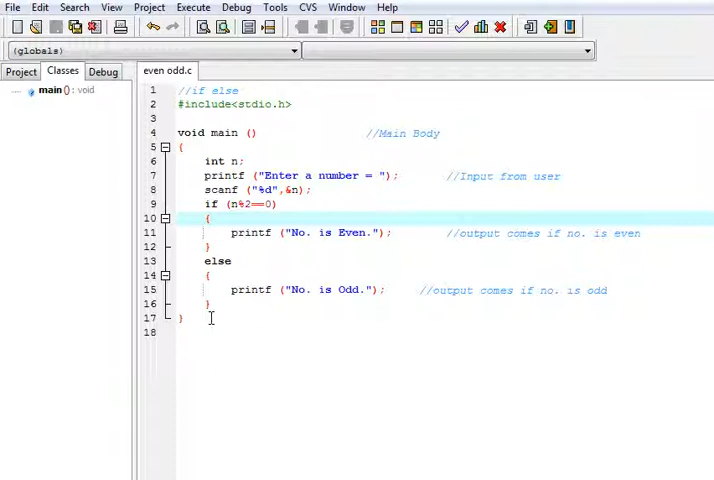 File Edit Search View Project Execute Debug Tools CVS Window Help
(globals)
Project Classes Debug even odd.c
main () : void
1 //if else
2 #include<stdio.h>
3
4 void main () //Main Body
5 {
6 int n;
7 printf ("Enter a number = "); //Input from user
8 scanf ("%d",&n);
9 if (n%2==0)
10 {
11 printf ("No. is Even."); //output comes if no. is even
12 }
13 else
14 {
15 printf ("No. is Odd."); //output comes if no. is odd
16 }
17 }
18